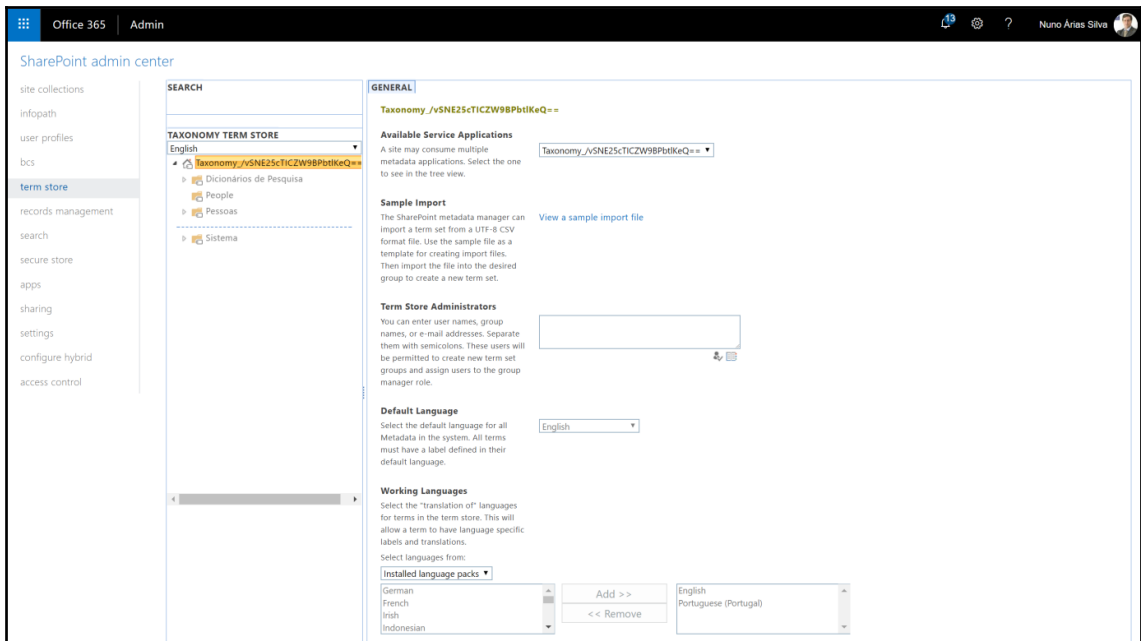 Office 365
Admin
13
?
Nuno Árias Silva
SharePoint admin center
site collections
infopath
user profiles
bcs
term store
records management
search
secure store
apps
sharing
settings
configure hybrid
access control
SEARCH
TAXONOMY TERM STORE
English
Taxonomy_/vSNE25cTICZW9BPbtlKeQ==
Dicionários de Pesquisa
People
Pessoas
Sistema
GENERAL
Taxonomy_/vSNE25cTICZW9BPbtlKeQ==
Available Service Applications
A site may consume multiple
metadata applications. Select the one
to see in the tree view.
Taxonomy_/vSNE25cTICZW9BPbtlKeQ==
Sample Import
The SharePoint metadata manager can
import a term set from a UTF-8 CSV
format file. Use the sample file as a
template for creating import files.
Then import the file into the desired
group to create a new term set.
View a sample import file
Term Store Administrators
You can enter user names, group
names, or e-mail addresses. Separate
them with semicolons. These users will
be permitted to create new term set
groups and assign users to the group
manager role.
Default Language
Select the default language for all
Metadata in the system. All terms
must have a label defined in their
default language.
English
Working Languages
Select the "translation of" languages
for terms in the term store. This will
allow a term to have language specific
labels and translations.
Select languages from:
Installed language packs
German
French
Irish
Indonesian
Add >>
<< Remove
English
Portuguese (Portugal)